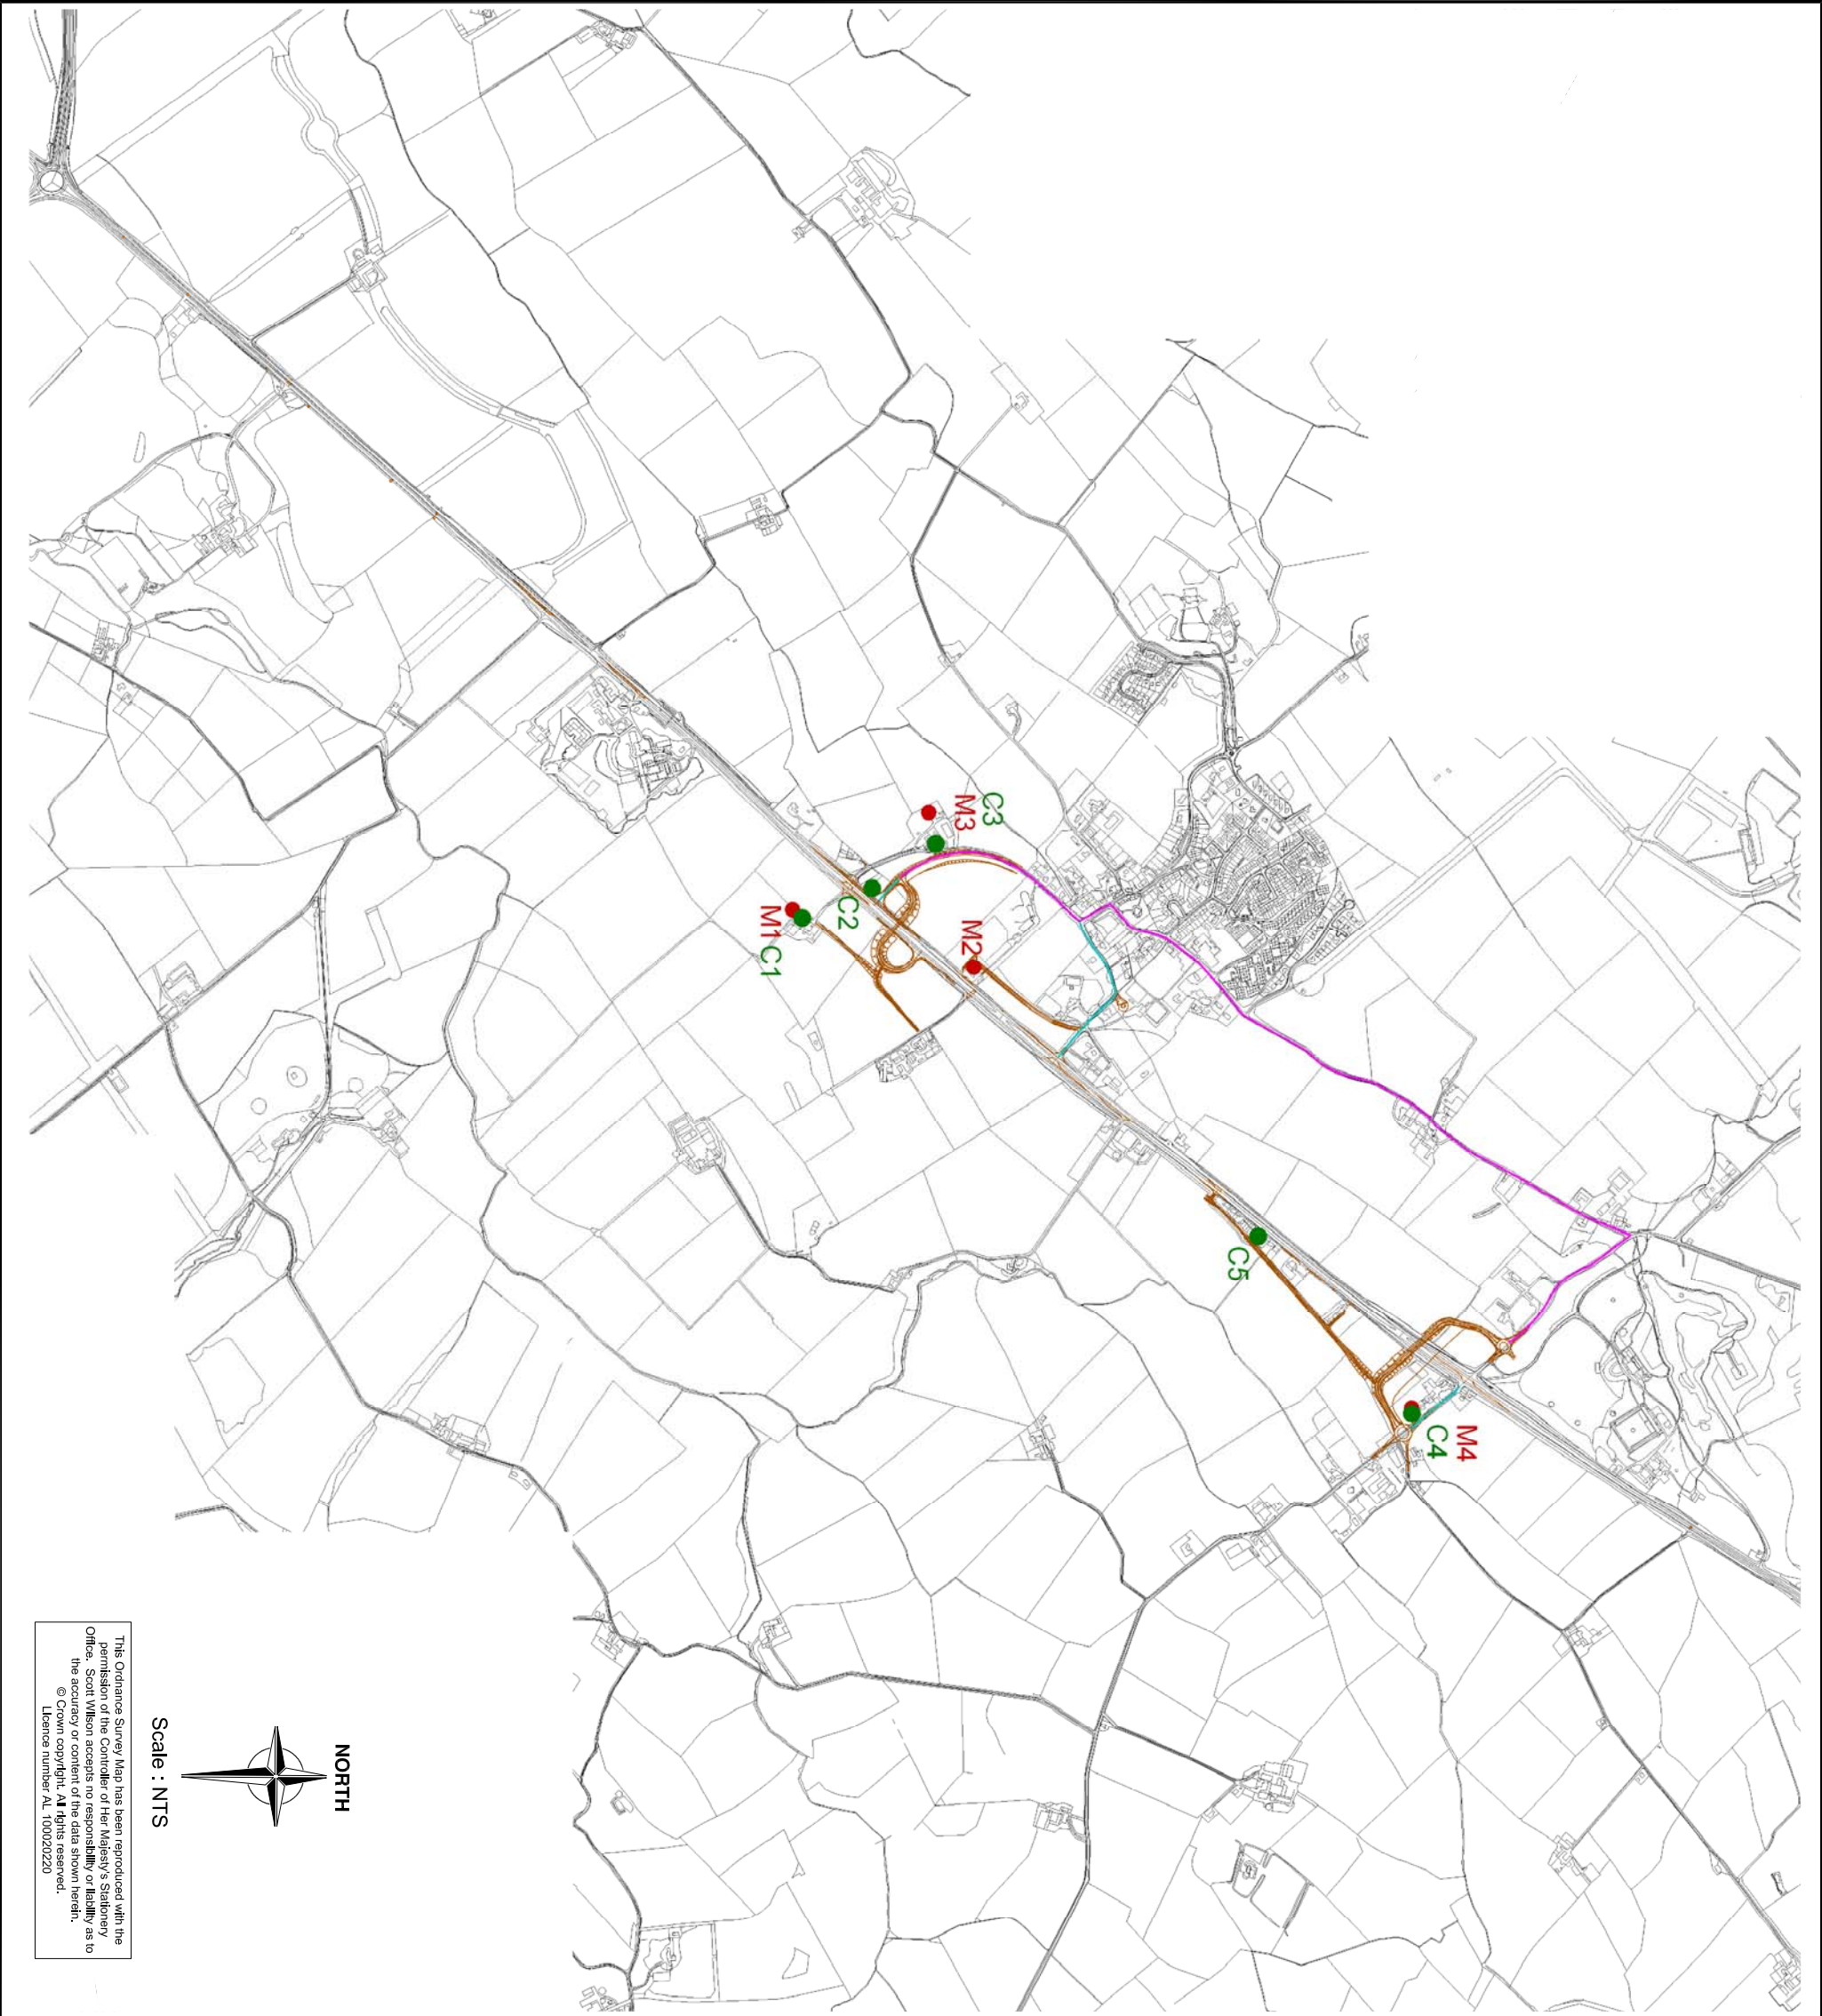 C3
M3
C2
M1
C1
M2
C5
M4
C4
NORTH
Scale : NTS
This Ordnance Survey Map has been reproduced with the
permission of the Controller of Her Majesty's Stationery
Office. Scott Wilson accepts no responsibility or liability as to
the accuracy or content of the data shown herein.
© Crown copyright. All rights reserved.
Licence number AL 100020220